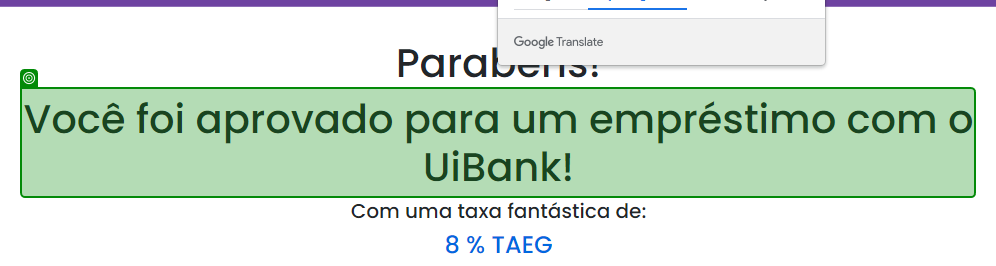 Google Translate
Parabéns!
Você foi aprovado para um empréstimo com o
UiBank!
Com uma taxa fantástica de:
8 % TAEG